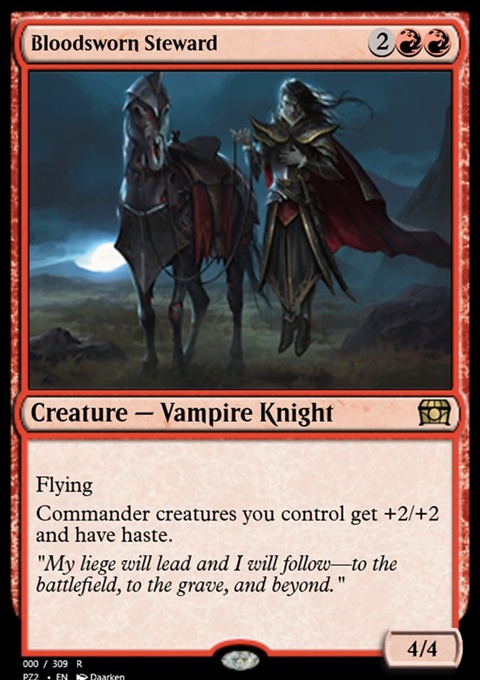 Bloodsworn Steward 2
Creature — Vampire Knight
Flying
Commander creatures you control get +2/+2
and have haste.
"My liege will lead and I will follow—to the
battlefield, to the grave, and beyond."
4/4
000 / 309 R
PZ2 • EN Daarken